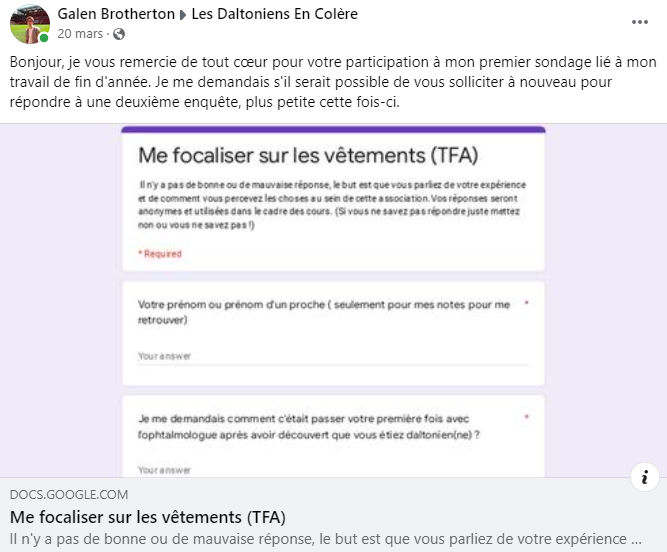 Galen Brotherton ▸ Les Daltoniens En Colère
20 mars ·
Bonjour, je vous remercie de tout cœur pour votre participation à mon premier sondage lié à mon
travail de fin d'année. Je me demandais s'il serait possible de vous solliciter à nouveau pour
répondre à une deuxième enquête, plus petite cette fois-ci.
Me focaliser sur les vêtements (TFA)
Il n'y a pas de bonne ou de mauvaise réponse, le but est que vous parliez de votre expérience
et de comment vous percevez les choses au sein de cette association. Vos réponses seront
anonymes et utilisées dans le cadre des cours. (Si vous ne savez pas répondre juste mettez
non ou vous ne savez pas !)
* Required
Votre prénom ou prénom d'un proche ( seulement pour mes notes pour me *
retrouver)
Your answer
Je me demandais comment c'était passer votre première fois avec *
l'ophtalmologue après avoir découvert que vous étiez daltonien(ne) ?
Your answer
DOCS.GOOGLE.COM
Me focaliser sur les vêtements (TFA)
Il n'y a pas de bonne ou de mauvaise réponse, le but est que vous parliez de votre expérience ...